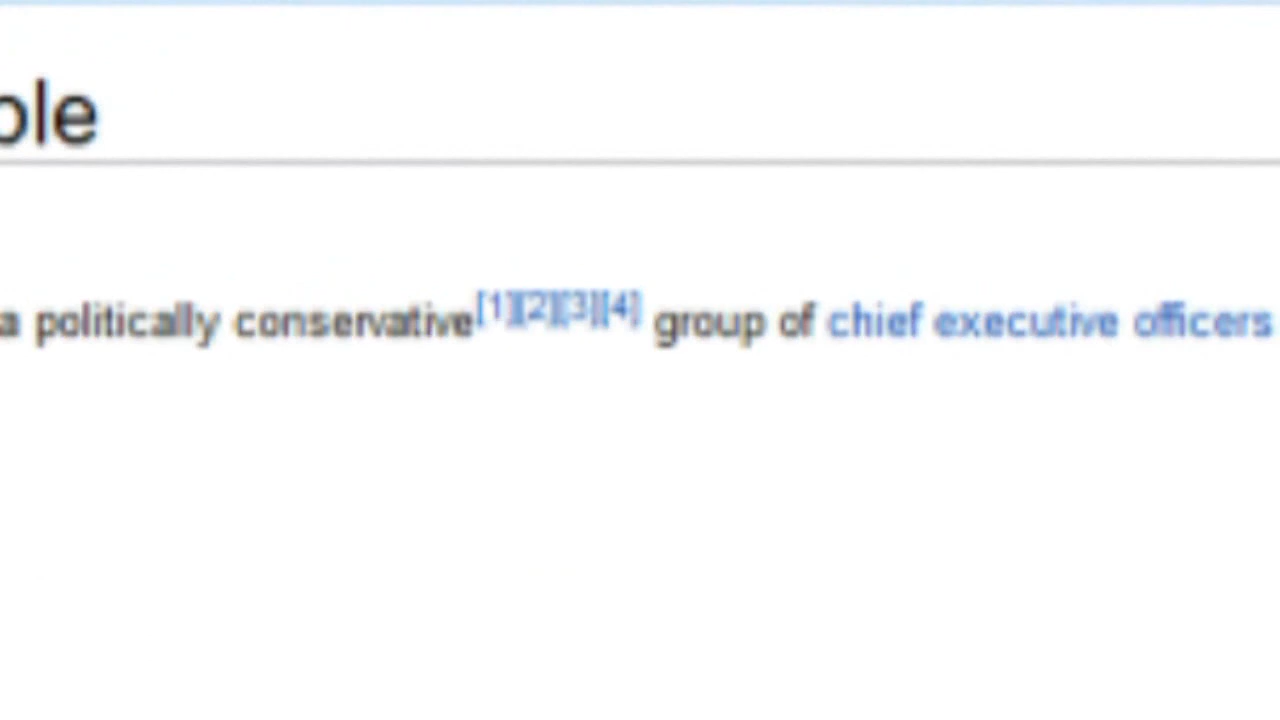 ole
a politically conservative[1][2][3][4] group of chief executive officers